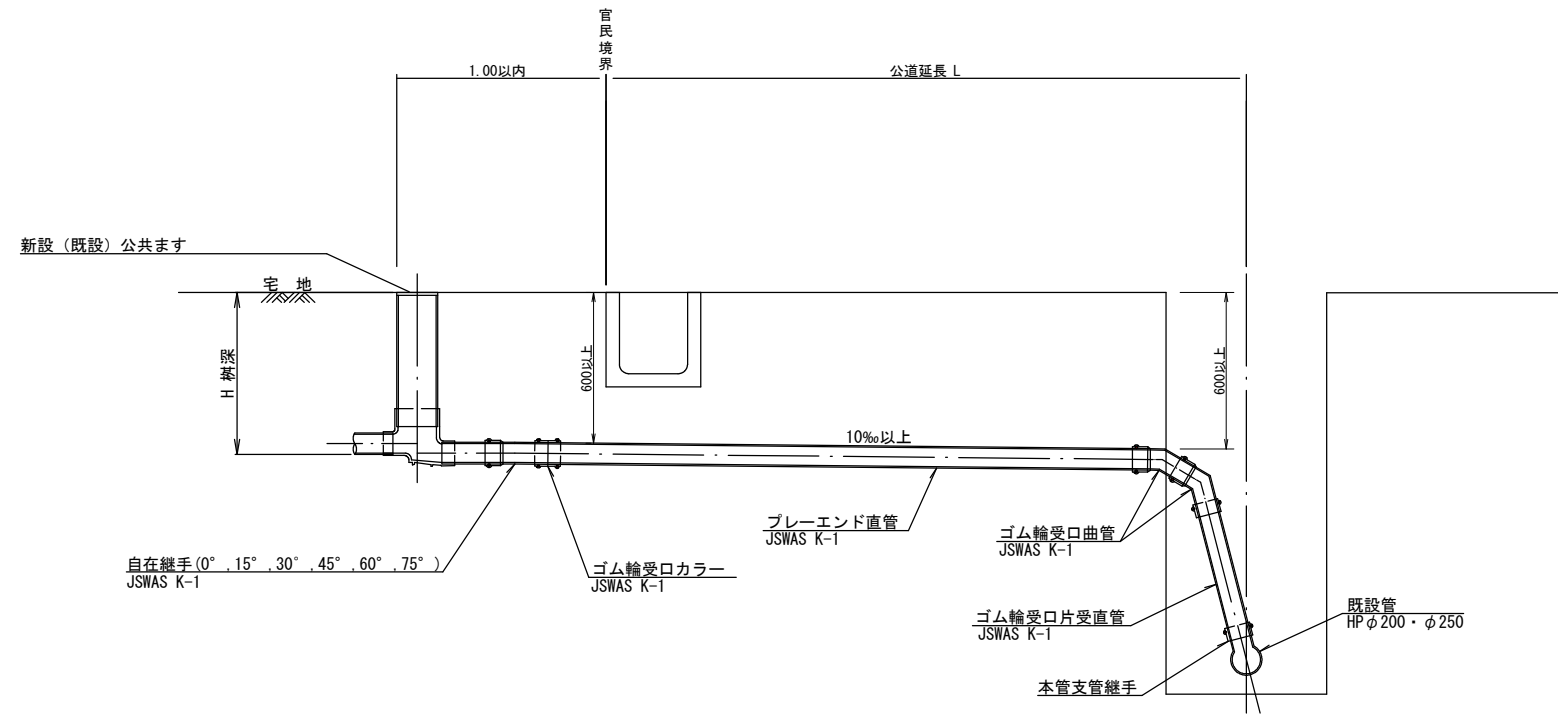 官民境界
1.00以内
公道延長 L
新設（既設）公共ます
宅 地
H 桝深
600以上
600以上
10‰以上
プレーエンド直管
JSWAS K-1
ゴム輪受口曲管
JSWAS K-1
自在継手(0°,15°,30°,45°,60°,75°)
JSWAS K-1
ゴム輪受口カラー
JSWAS K-1
ゴム輪受口片受直管
JSWAS K-1
既設管
HPφ200・φ250
本管支管継手